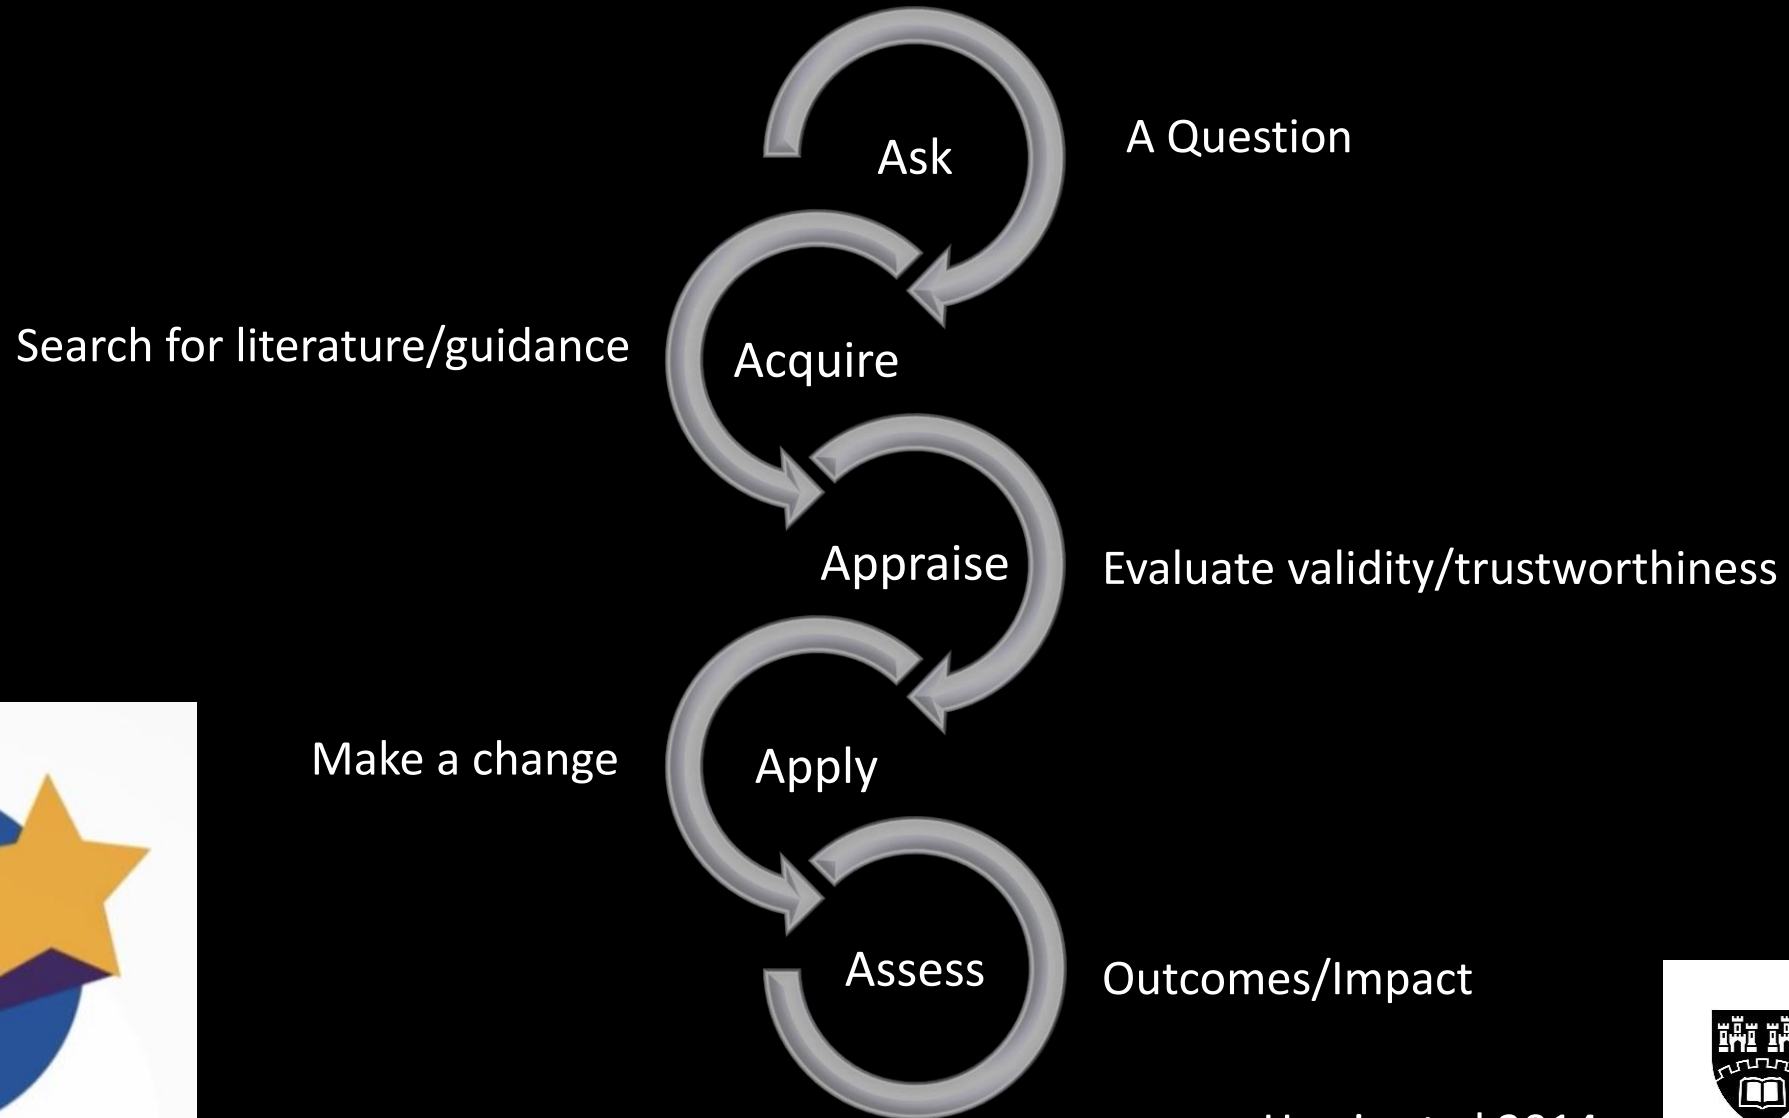 Ask
A Question
Search for literature/guidance
Acquire
Appraise
Evaluate validity/trustworthiness
Make a change
Apply
Assess
Outcomes/Impact